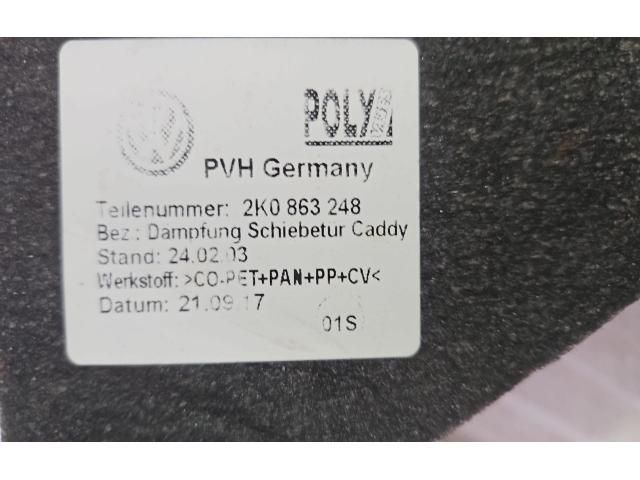 POLY
PVH Germany
Teilenummer: 2K0 863 248
Bez.: Dampfung Schiebetur Caddy
Stand: 24.02.03
Werkstoff: >CO-PET+PAN+PP+CV<
Datum: 21.09.17
01S